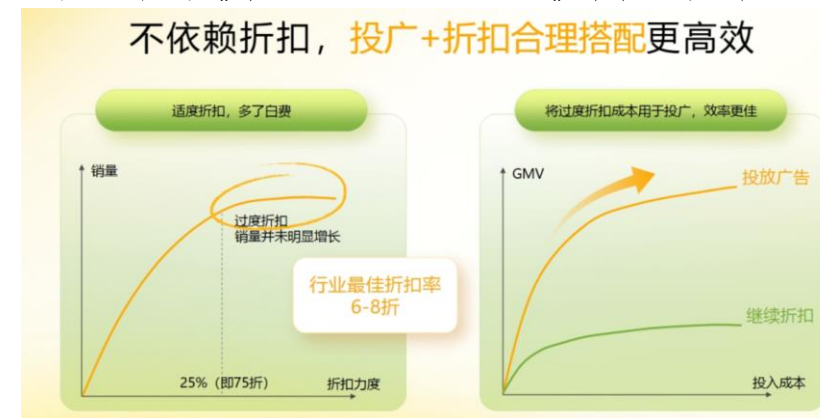 不依赖折扣，投广+折扣合理搭配更高效
适度折扣，多了白费
销量
过度折扣
销量并未明显增长
25%（即75折）
折扣力度
行业最佳折扣率
6-8折
将过度折扣成本用于投广，效率更佳
GMV
投放广告
继续折扣
投入成本